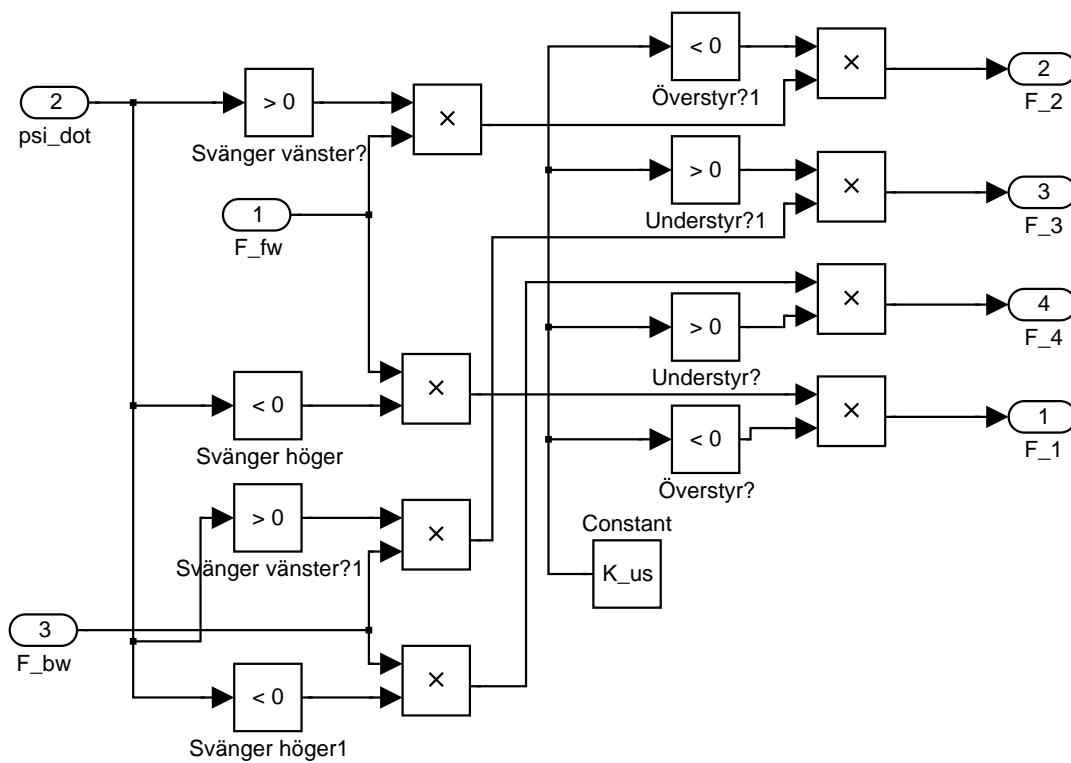 2
psi_dot
> 0
Svänger vänster?
×
1
F_fw
< 0
Svänger höger
×
> 0
Svänger vänster?1
×
3
F_bw
< 0
Svänger höger1
×
< 0
Överstyr?1
×
2
F_2
> 0
Understyr?1
×
3
F_3
> 0
Understyr?
×
4
F_4
< 0
Överstyr?
×
1
F_1
Constant
K_us